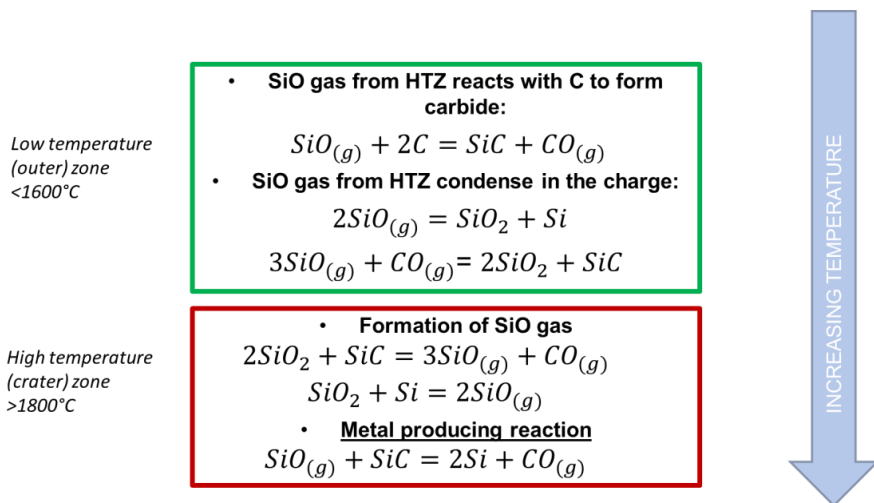 • SiO gas from HTZ reacts with C to form
carbide:
SiO(g) + 2C = SiC + CO(g)
• SiO gas from HTZ condense in the charge:
2SiO(g) = SiO2 + Si
3SiO(g) + CO(g)= 2SiO2 + SiC
Low temperature
(outer) zone
<1600°C
• Formation of SiO gas
2SiO2 + SiC = 3SiO(g) + CO(g)
SiO2 + Si = 2SiO(g)
• Metal producing reaction
SiO(g) + SiC = 2Si + CO(g)
High temperature
(crater) zone
>1800°C
INCREASING TEMPERATURE